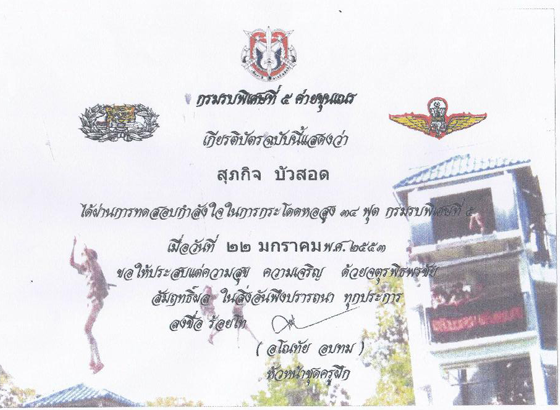 กรมรบพิเศษที่ ๕ ค่ายขุนเณร
เกียรติบัตรฉบับนี้แสดงว่า
สุภกิจ บัวสอด
ได้ผ่านการทดสอบกำลังใจในการกระโดดหอสูง ๓๔ ฟุต กรมรบพิเศษที่ ๕
เมื่อวันที่ ๒๒ มกราคม พ.ศ.๒๕๕๓
ขอให้ประสบแต่ความสุข ความเจริญ ด้วยจตุรพิธพรชัย
สัมฤทธิ์ผล ในสิ่งอันพึงปรารถนา ทุกประการ
ลงชื่อ ร้อยโท
( อโณทัย อบทม )
หัวหน้าชุดครูฝึก